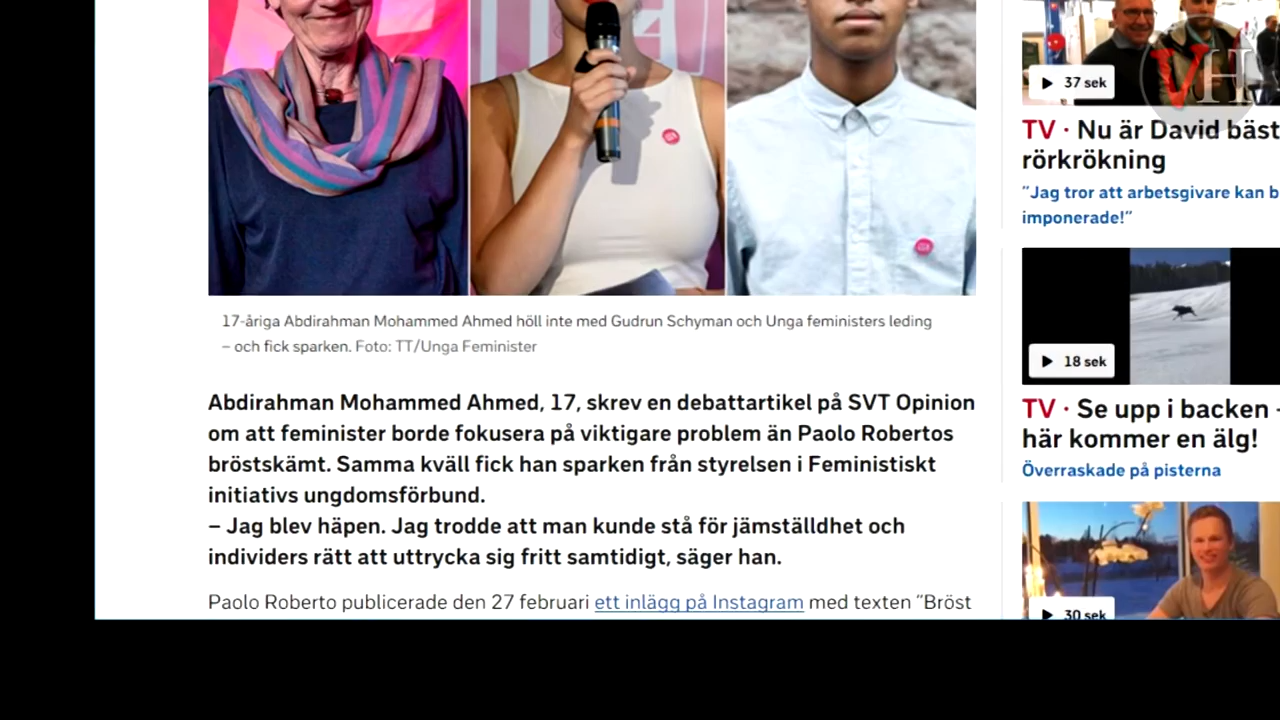 17-åriga Abdirahman Mohammed Ahmed höll inte med Gudrun Schyman och Unga feministers leding
– och fick sparken. Foto: TT/Unga Feminister
Abdirahman Mohammed Ahmed, 17, skrev en debattartikel på SVT Opinion
om att feminister borde fokusera på viktigare problem än Paolo Robertos
bröstskämt. Samma kväll fick han sparken från styrelsen i Feministiskt
initiativs ungdomsförbund.
– Jag blev häpen. Jag trodde att man kunde stå för jämställdhet och
individers rätt att uttrycka sig fritt samtidigt, säger han.
Paolo Roberto publicerade den 27 februari ett inlägg på Instagram med texten ”Bröst
VH
37 sek
TV · Nu är David bäst
rörkrökning
”Jag tror att arbetsgivare kan b
imponerade!”
18 sek
TV · Se upp i backen -
här kommer en älg!
Överraskade på pisterna
30 sek